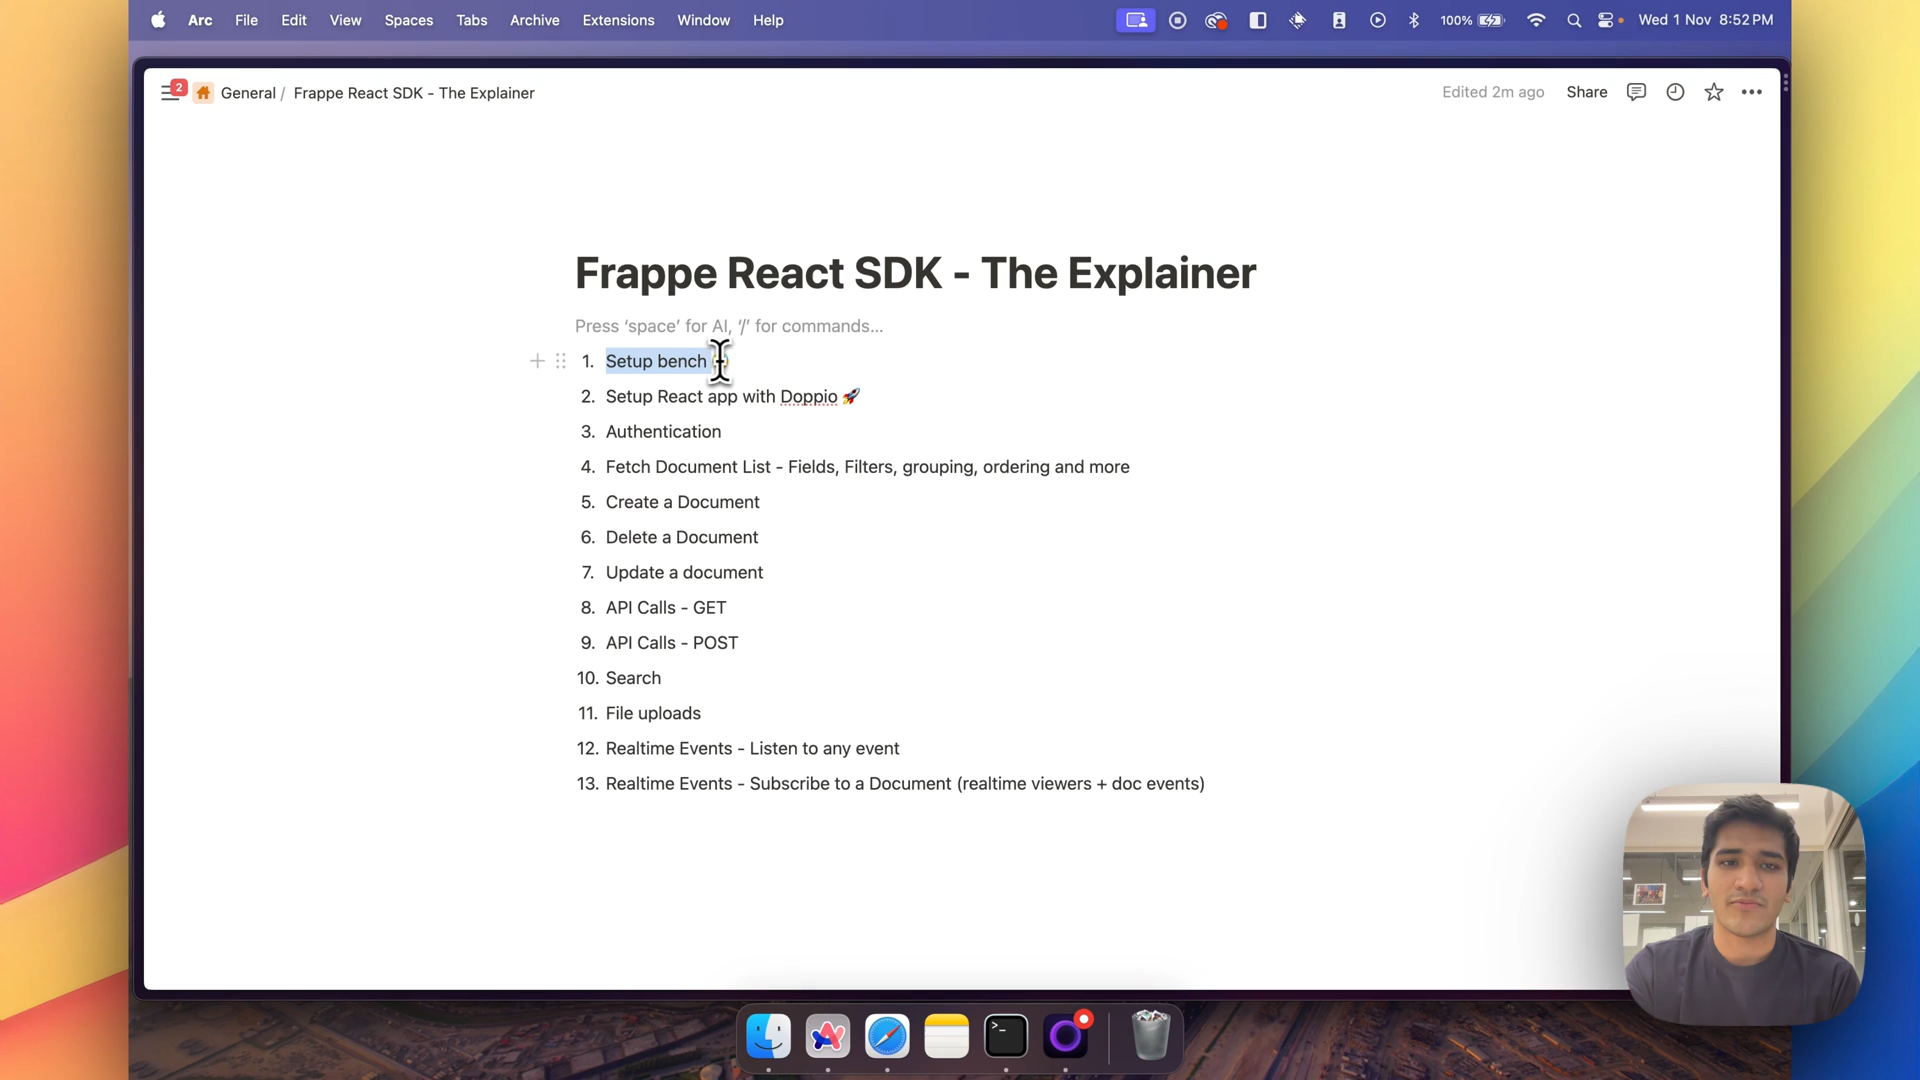 Arc File Edit View Spaces Tabs Archive Extensions Window Help 100% Wed 1 Nov 8:52 PM
2 General / Frappe React SDK - The Explainer Edited 2m ago Share
Frappe React SDK - The Explainer
Press ‘space’ for AI, ‘/’ for commands…
1. Setup bench
2. Setup React app with Doppio 🚀
3. Authentication
4. Fetch Document List - Fields, Filters, grouping, ordering and more
5. Create a Document
6. Delete a Document
7. Update a document
8. API Calls - GET
9. API Calls - POST
10. Search
11. File uploads
12. Realtime Events - Listen to any event
13. Realtime Events - Subscribe to a Document (realtime viewers + doc events)